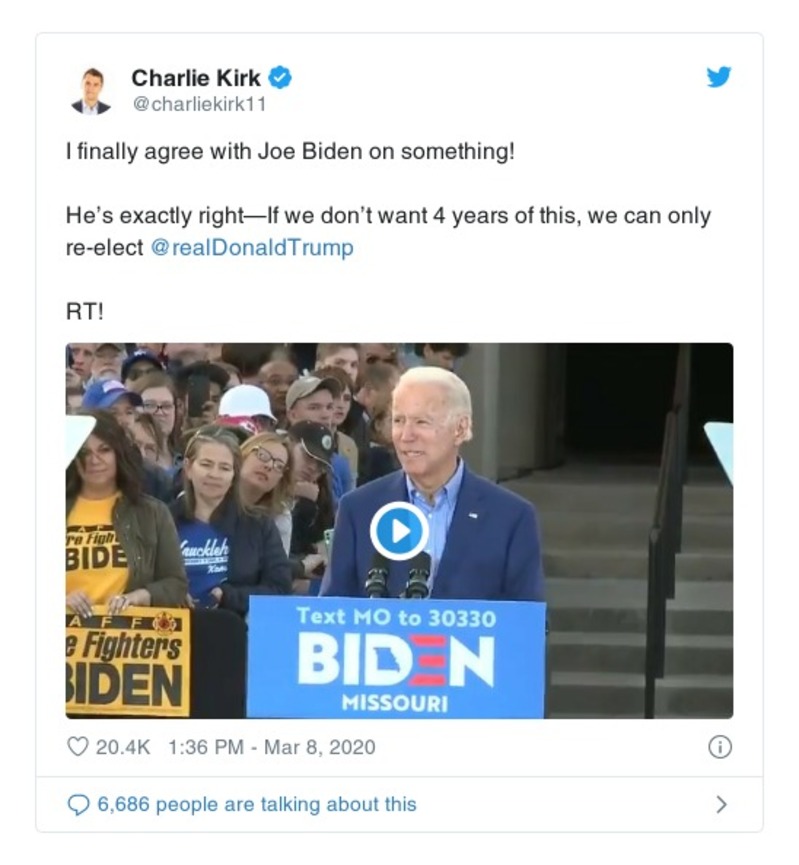 Charlie Kirk
@charliekirk11
I finally agree with Joe Biden on something!
He's exactly right—If we don't want 4 years of this, we can only
re-elect @realDonaldTrump
RT!
re Figh
BIDE
nuckleh
A F F
e Fighters
BIDEN
Text MO to 30330
BIDEN
MISSOURI
20.4K 1:36 PM - Mar 8, 2020
6,686 people are talking about this